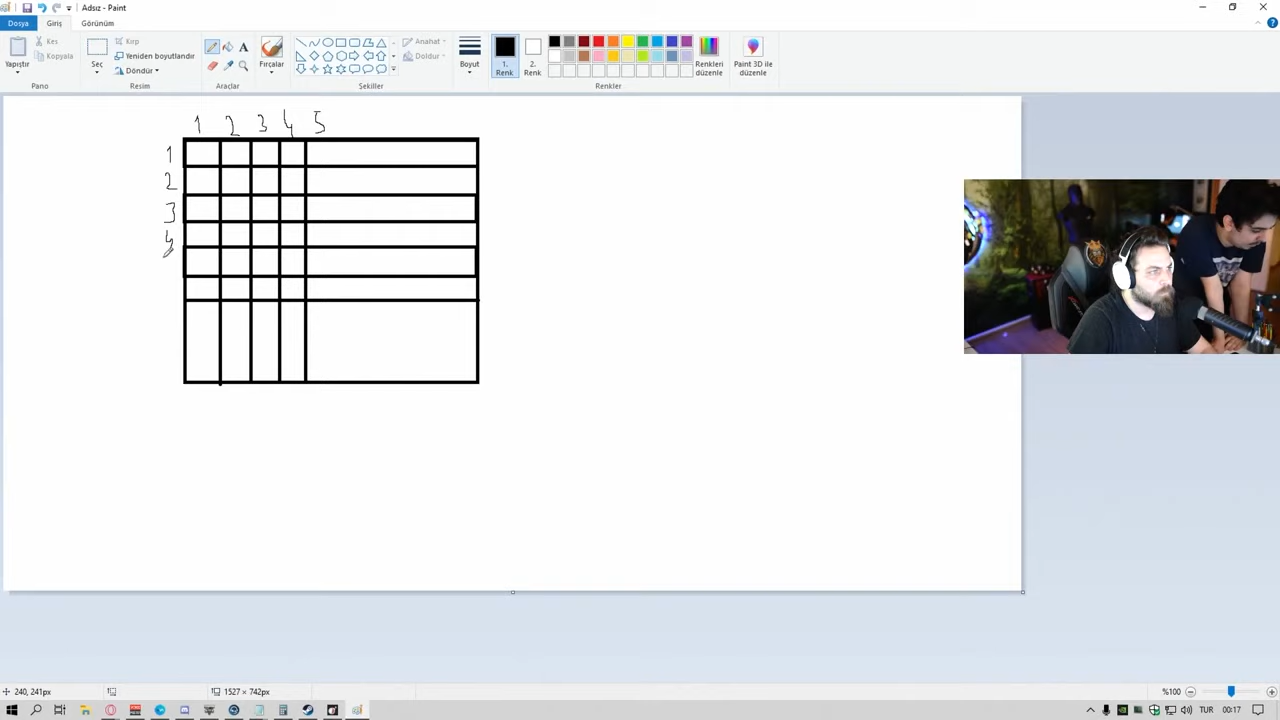 Adsız - Paint
Dosya Giriş Görünüm
Yapıştır
Kes
Kopyala
Pano
Seç
Kırp
Yeniden boyutlandır
Döndür
Resim
Araçlar
Fırçalar
Şekiller
Anahat
Doldur
Boyut
1. Renk
2. Renk
Renkler
Renkleri düzenle
Paint 3D ile düzenle
1 2 3 4 5
1
2
3
4
240, 241px
1527 × 742px
%100
TUR 00:17